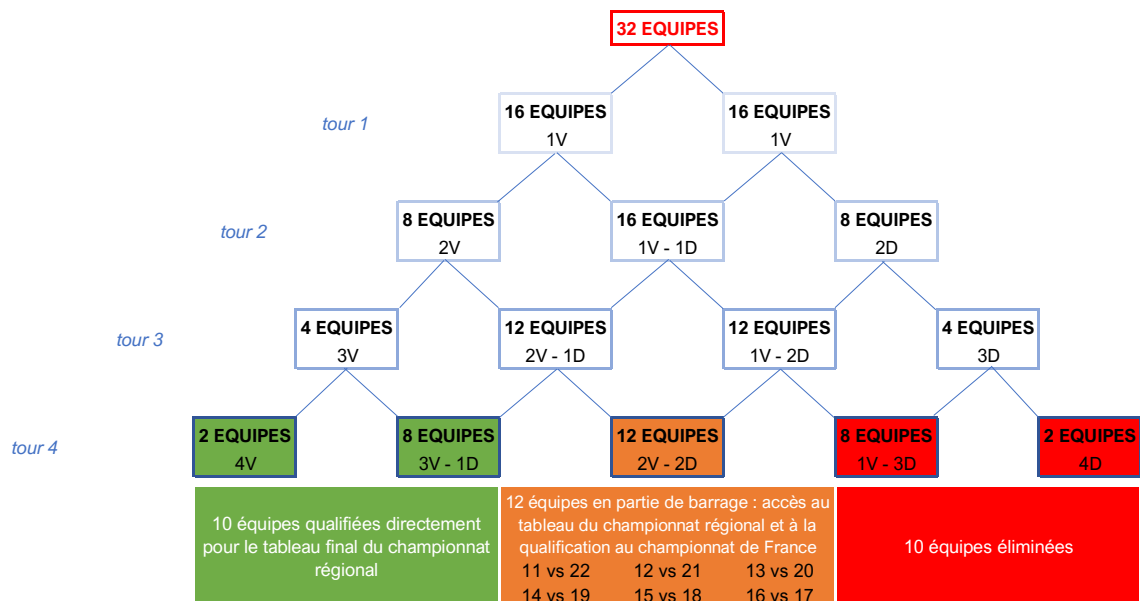 32 EQUIPES
tour 1
16 EQUIPES
1V
16 EQUIPES
1V
tour 2
8 EQUIPES
2V
16 EQUIPES
1V - 1D
8 EQUIPES
2D
tour 3
4 EQUIPES
3V
12 EQUIPES
2V - 1D
12 EQUIPES
1V - 2D
4 EQUIPES
3D
tour 4
2 EQUIPES
4V
8 EQUIPES
3V - 1D
12 EQUIPES
2V - 2D
8 EQUIPES
1V - 3D
2 EQUIPES
4D
10 équipes qualifiées directement
pour le tableau final du championnat
régional
12 équipes en partie de barrage : accès au
tableau du championnat régional et à la
qualification au championnat de France
11 vs 22 12 vs 21 13 vs 20
14 vs 19 15 vs 18 16 vs 17
10 équipes éliminées